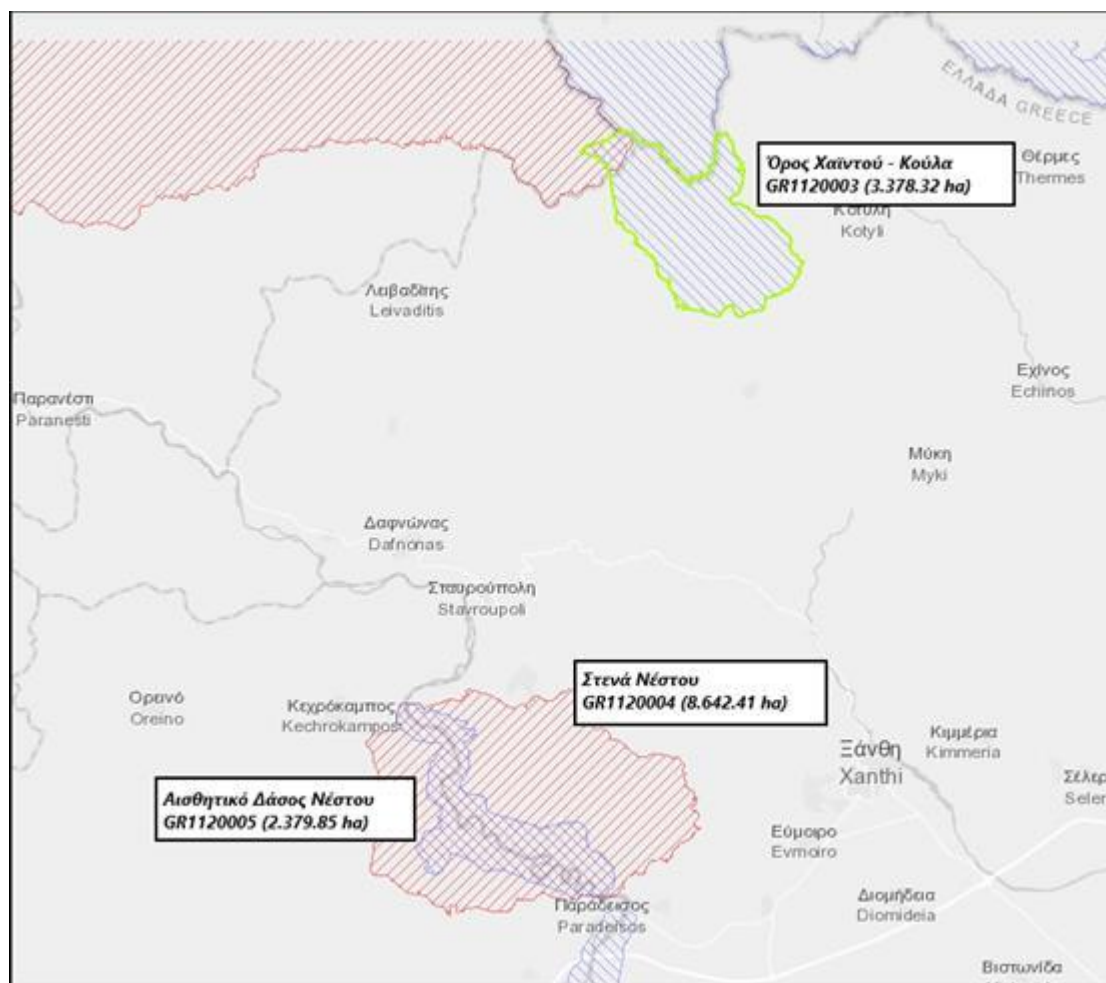 ΕΛΛΑΔΑ GREECE
Όρος Χαϊντού - Κούλα
GR1120003 (3.378.32 ha)
Θέρμες
Thermes
Κοτύλη
Kotyli
Λειβαδίτης
Leivaditis
Εχίνος
Echinos
Παρανέστι
Paranesti
Μύκη
Myki
Δαφνώνας
Dafnonas
Σταυρούπολη
Stavroupoli
Στενά Νέστου
GR1120004 (8.642.41 ha)
Ορεινό
Oreino
Κεχρόκαμπος
Kechrokampos
Κιμμέρια
Kimmeria
Ξάνθη
Xanthi
Σέλερ
Seler
Αισθητικό Δάσος Νέστου
GR1120005 (2.379.85 ha)
Εύμοιρο
Evmoiro
Διομήδεια
Diomideia
Παράδεισος
Paradeisos
Βιστωνίδα